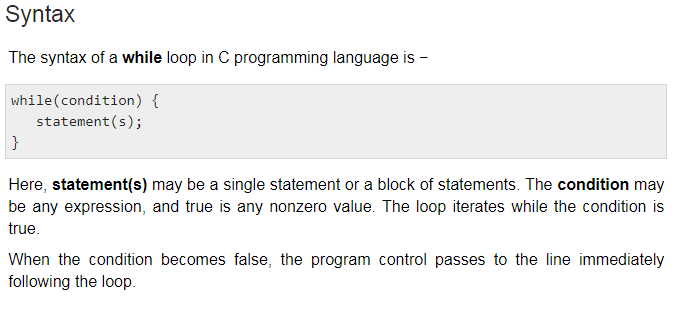 Syntax
The syntax of a while loop in C programming language is −
while(condition) {
   statement(s);
}
Here, statement(s) may be a single statement or a block of statements. The condition may
be any expression, and true is any nonzero value. The loop iterates while the condition is
true.
When the condition becomes false, the program control passes to the line immediately
following the loop.